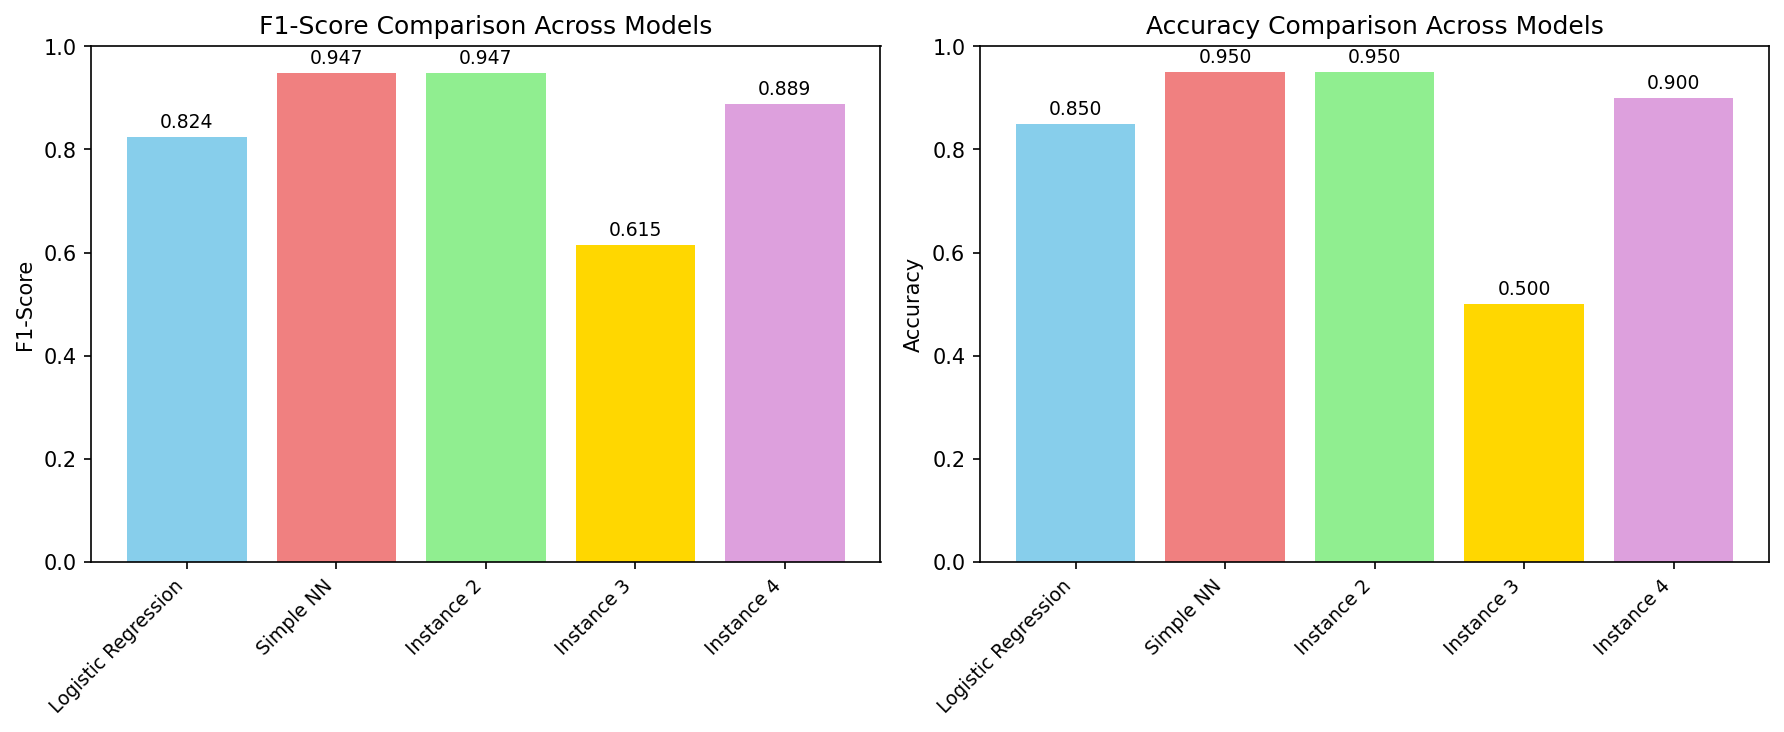 F1-Score Comparison Across Models
1.0
0.8
0.6
0.4
0.2
0.0
F1-Score
0.824
0.947
0.947
0.615
0.889
Logistic Regression
Simple NN
Instance 2
Instance 3
Instance 4
Accuracy Comparison Across Models
1.0
0.8
0.6
0.4
0.2
0.0
Accuracy
0.850
0.950
0.950
0.500
0.900
Logistic Regression
Simple NN
Instance 2
Instance 3
Instance 4